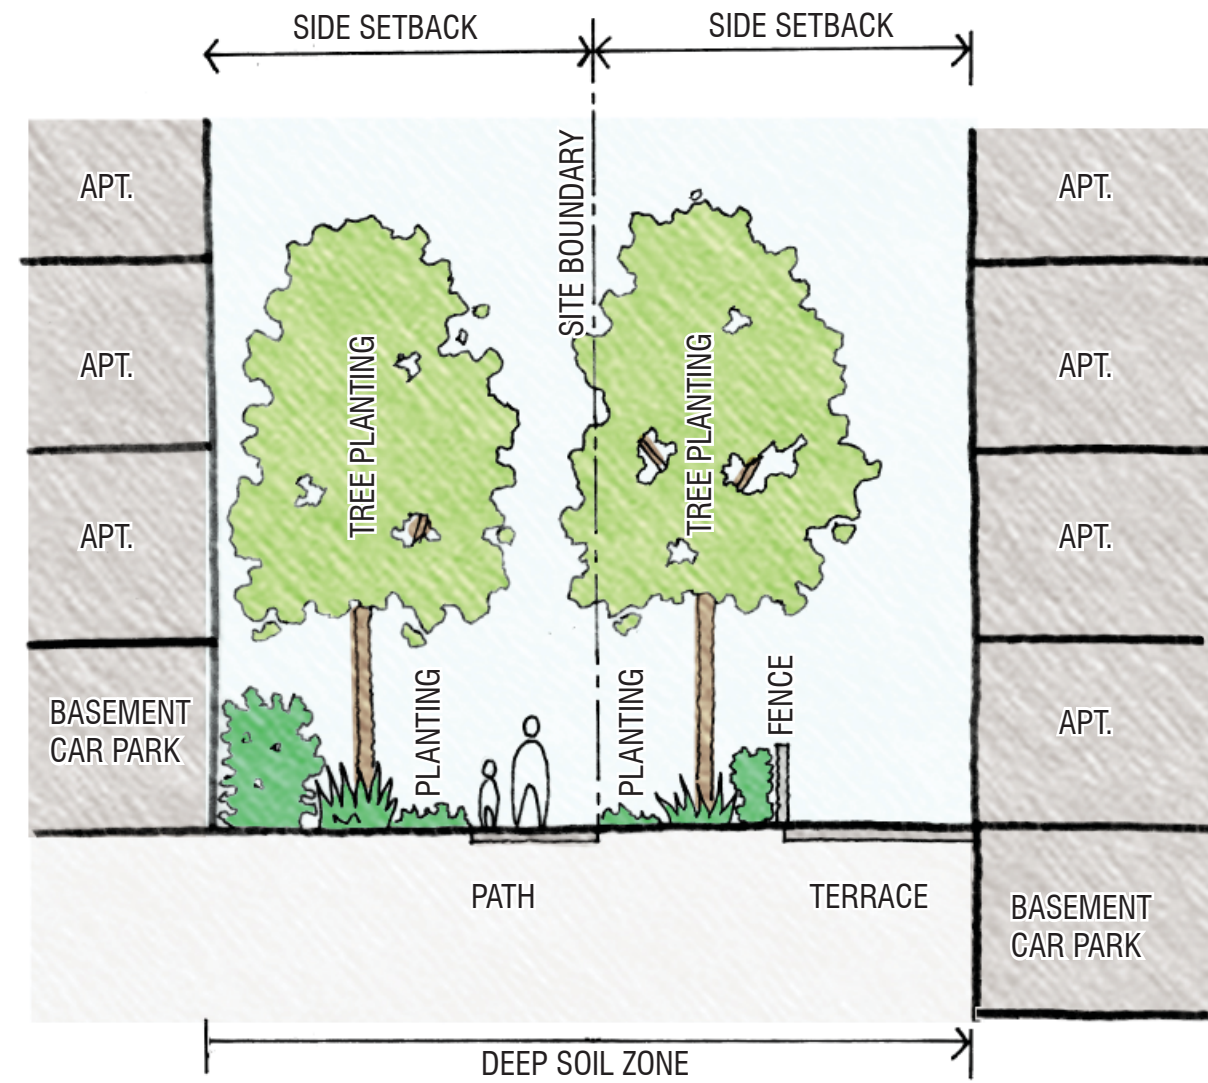 SIDE SETBACK
SIDE SETBACK
SITE BOUNDARY
APT.
APT.
APT.
APT.
TREE PLANTING
TREE PLANTING
APT.
APT.
PLANTING
PLANTING
FENCE
BASEMENT
CAR PARK
APT.
PATH
TERRACE
BASEMENT
CAR PARK
DEEP SOIL ZONE